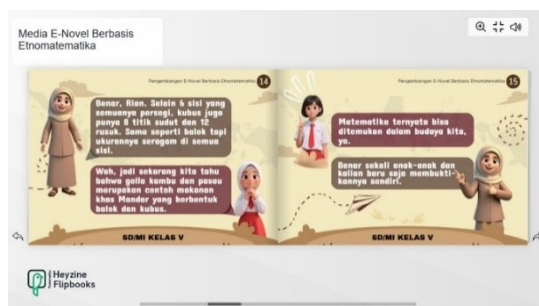 Media E-Novel Berbasis
Etnomatematika
Pengembangan E-Novel Berbasis Etnomatematika 14
Benar, Rian. Selain 6 sisi yang
semuanya persegi, kubus juga
punya 8 titik sudut dan 12
rusuk. Sama seperti balok tapi
ukurannya seragam di semua
sisi.
Wah, jadi sekarang kita tahu
bahwa golla kambu dan pasau
merupakan contoh makanan
khas Mandar yang berbentuk
balok dan kubus.
SD/MI KELAS V
Pengembangan E-Novel Berbasis Etnomatematika 15
Matematika ternyata bisa
ditemukan dalam budaya kita,
ya.
Benar sekali anak-anak dan
kalian baru saja membukti-
kannya sendiri.
SD/MI KELAS V
Heyzine
Flipbooks